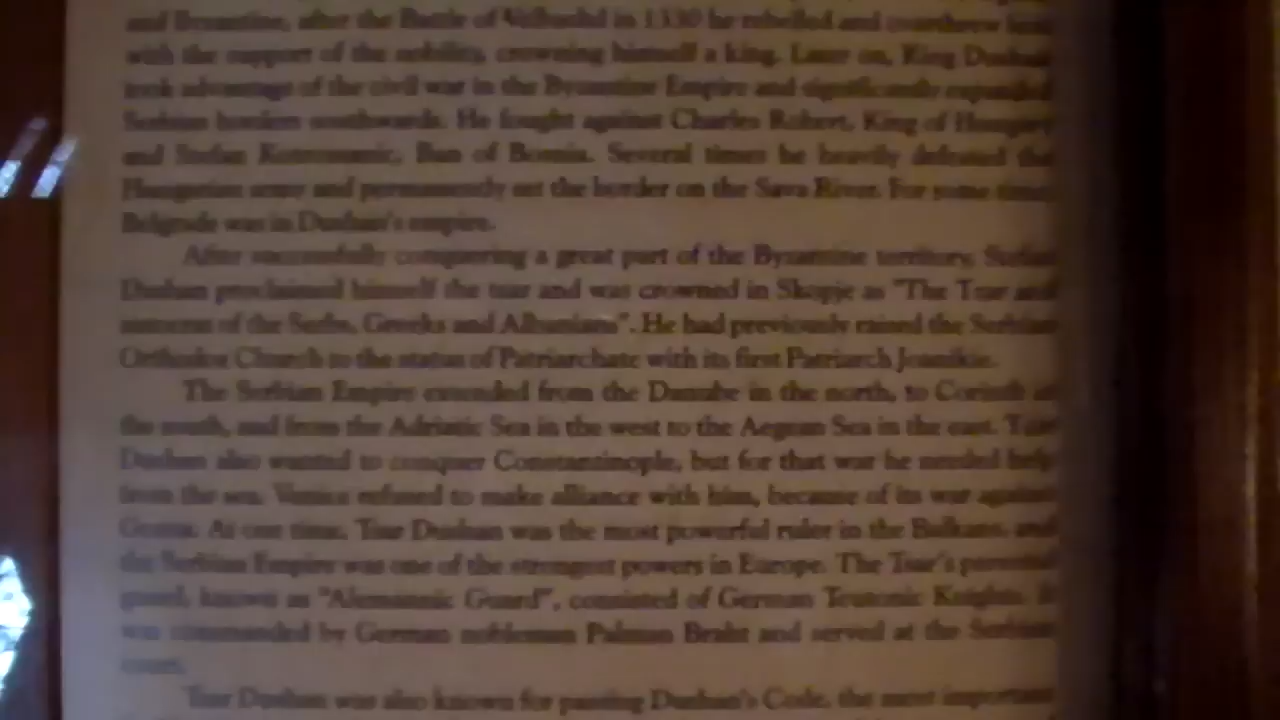 and Byzantine, after the Battle of Velbuzhd in 1330 he rebelled and overthrew him
with the support of the nobility, crowning himself a king. Later on, King Dushan
took advantage of the civil war in the Byzantine Empire and significantly expanded
Serbian borders southwards. He fought against Charles Robert, King of Hungary
and Stefan Kotromanic, Ban of Bosnia. Several times he heavily defeated the
Hungarian army and permanently set the border on the Sava River. For some time
Belgrade was in Dushan's empire.
After successfully conquering a great part of the Byzantine territory, Stefan
Dushan proclaimed himself the tsar and was crowned in Skopje as "The Tsar and
autocrat of the Serbs, Greeks and Albanians". He had previously raised the Serbian
Orthodox Church to the status of Patriarchate with its first Patriarch Joanikie.
The Serbian Empire extended from the Danube in the north, to Corinth at
the south, and from the Adriatic Sea in the west to the Aegean Sea in the east. Tsar
Dushan also wanted to conquer Constantinople, but for that war he needed help
from the sea. Venice refused to make alliance with him, because of its war against
Genoa. At one time, Tsar Dushan was the most powerful ruler in the Balkans, and
the Serbian Empire was one of the strongest powers in Europe. The Tsar's personal
guard, known as "Alemannic Guard", consisted of German Teutonic Knights. It
was commanded by German nobleman Palman Braht and served at the Serbian
court.
Tsar Dushan was also known for passing Dushan's Code, the most important